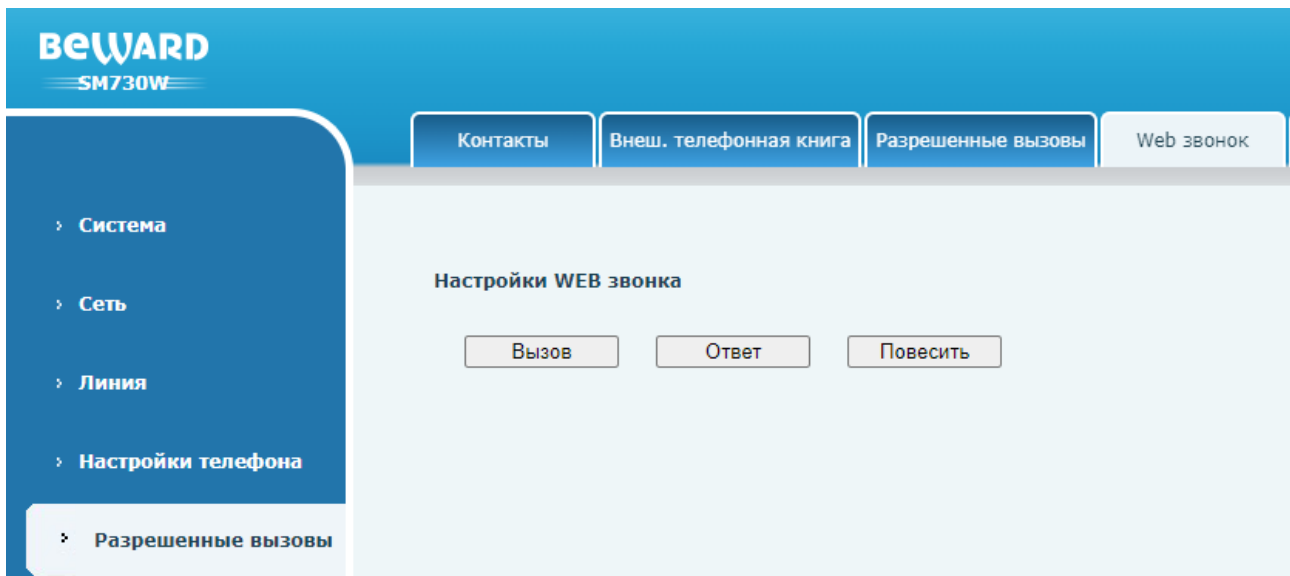 BEWARD
SM730W
Контакты
Внеш. телефонная книга
Разрешенные вызовы
Web звонок
Система
Сеть
Линия
Настройки телефона
Разрешенные вызовы
Настройки WEB звонка
Вызов
Ответ
Повесить